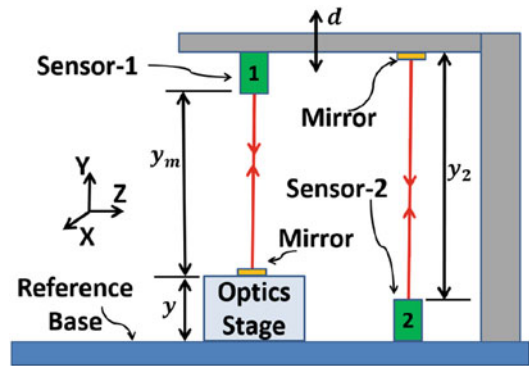 d
Sensor-1
1
Mirror
y_m
y_2
Sensor-2
Y
Z
X
Mirror
Reference
Base
y
Optics
Stage
2